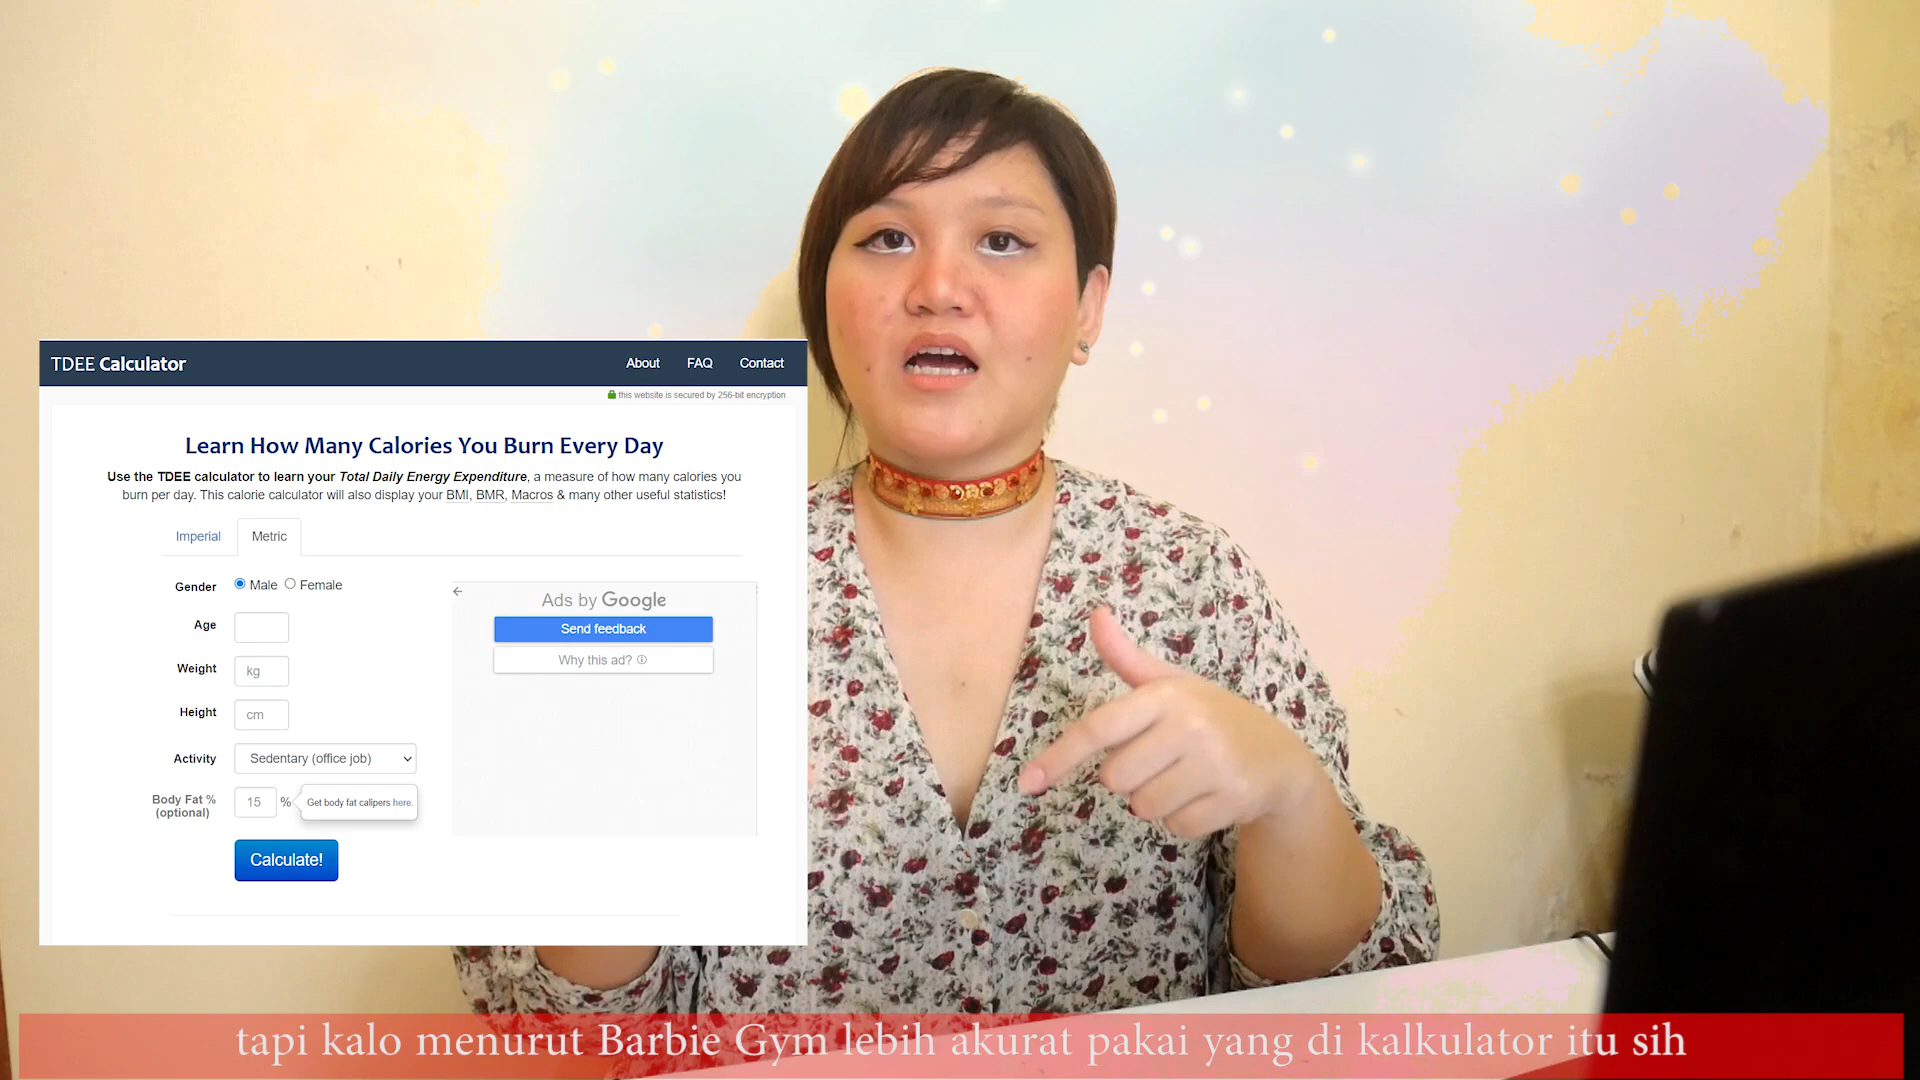 TDEE Calculator
About FAQ Contact
this website is secured by 256-bit encryption
Learn How Many Calories You Burn Every Day
Use the TDEE calculator to learn your Total Daily Energy Expenditure, a measure of how many calories you
burn per day. This calorie calculator will also display your BMI, BMR, Macros & many other useful statistics!
Imperial Metric
Gender Male Female
Age
Weight kg
Height cm
Activity Sedentary (office job)
Body Fat %
(optional)
15 % Get body fat calipers here.
Calculate!
Ads by Google
Send feedback
Why this ad?
tapi kalo menurut Barbie Gym lebih akurat pakai yang di kalkulator itu sih